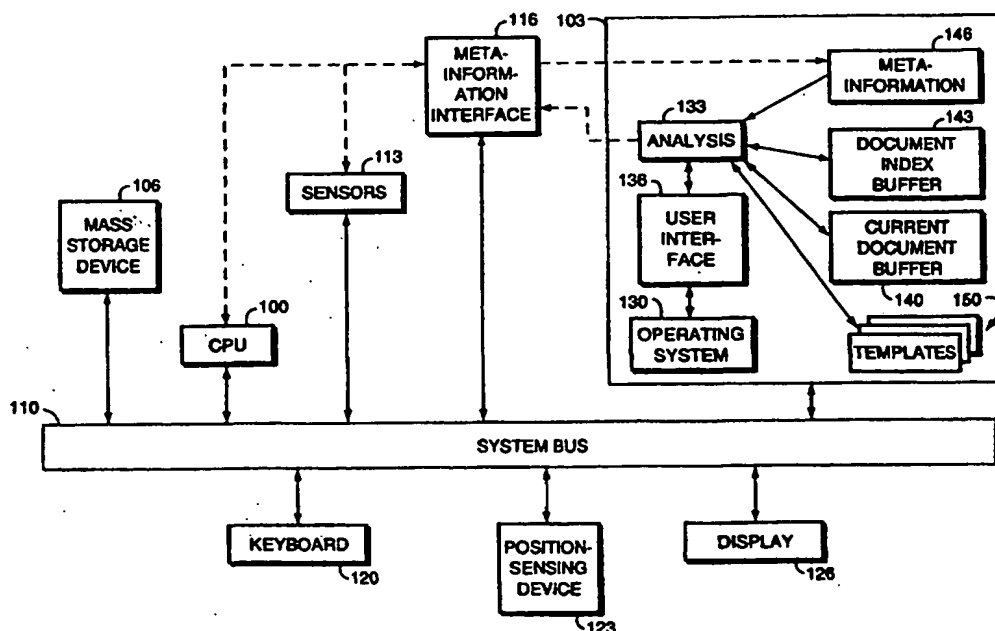 116
META-
INFORM-
ATION
INTERFACE
103
146
META-
INFORMATION
133
ANALYSIS
143
DOCUMENT
INDEX
BUFFER
106
MASS
STORAGE
DEVICE
113
SENSORS
136
USER
INTER-
FACE
CURRENT
DOCUMENT
BUFFER
140
150
100
CPU
130
OPERATING
SYSTEM
TEMPLATES
110
SYSTEM BUS
KEYBOARD
120
POSITION-
SENSING
DEVICE
123
DISPLAY
126